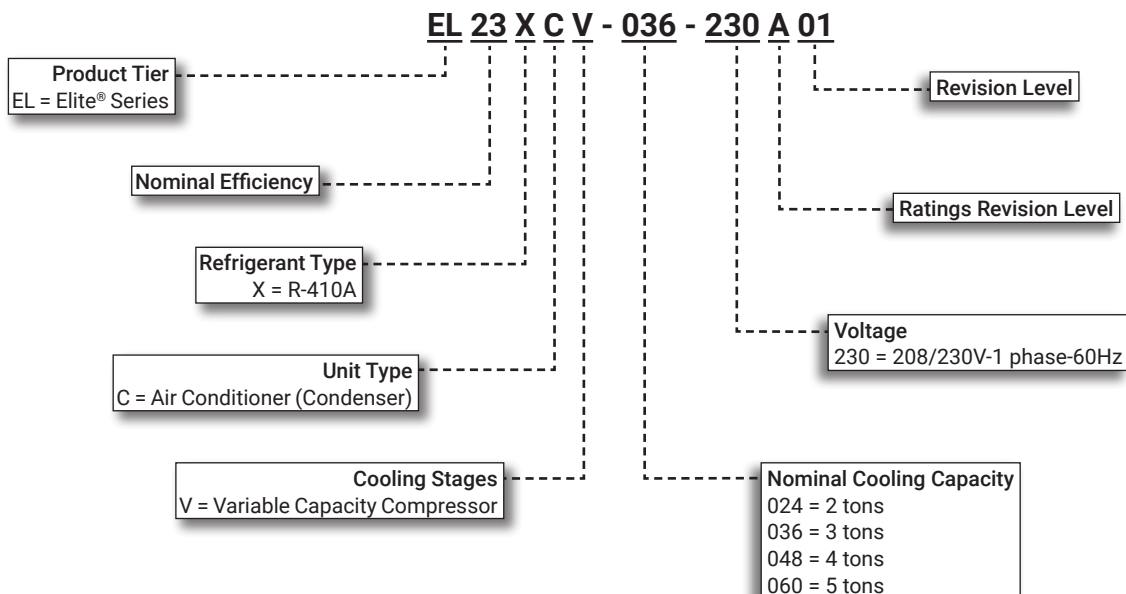 EL 23 X C V - 036 - 230 A 01
Product Tier
EL = Elite® Series
Revision Level
Nominal Efficiency
Ratings Revision Level
Refrigerant Type
X = R-410A
Voltage
230 = 208/230V-1 phase-60Hz
Unit Type
C = Air Conditioner (Condenser)
Cooling Stages
V = Variable Capacity Compressor
Nominal Cooling Capacity
024 = 2 tons
036 = 3 tons
048 = 4 tons
060 = 5 tons